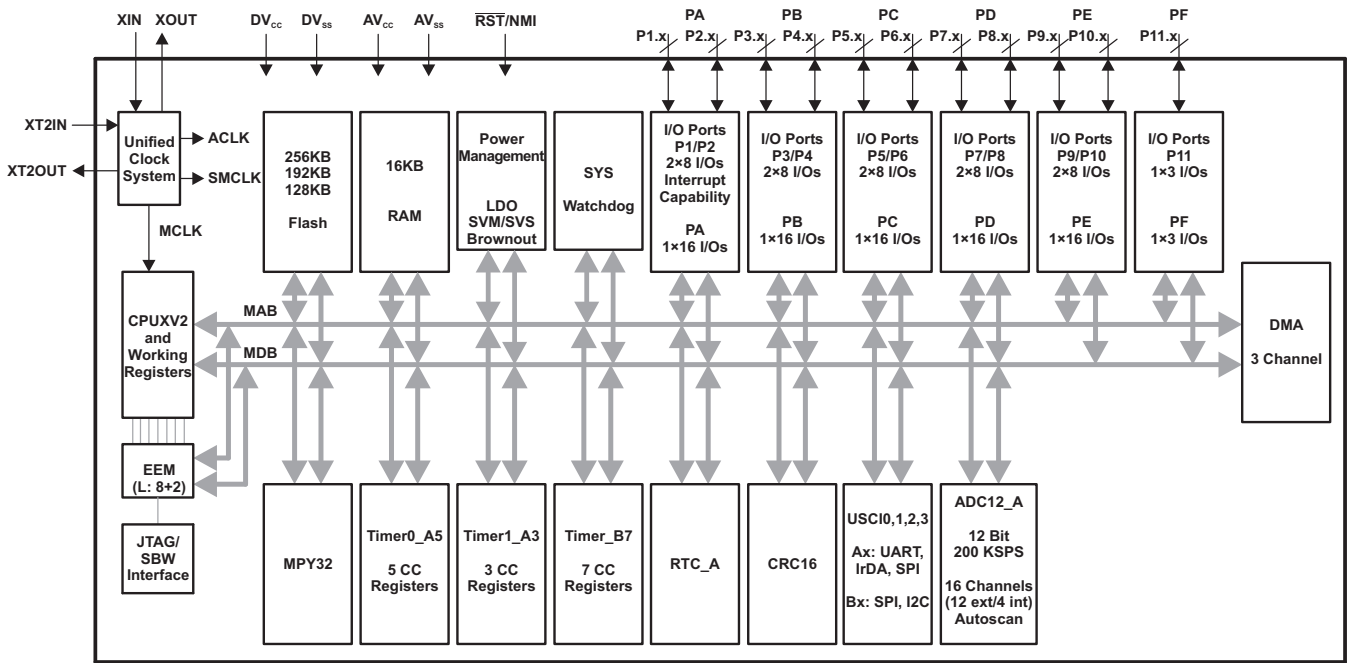 XIN XOUT DVCC DVSS AVCC AVSS RST/NMI
PA PB PC PD PE PF
P1.x P2.x P3.x P4.x P5.x P6.x P7.x P8.x P9.x P10.x P11.x
XT2IN
XT2OUT
Unified
Clock
System
ACLK
SMCLK
MCLK
256KB
192KB
128KB
Flash
16KB
RAM
Power
Management
LDO
SVM/SVS
Brownout
SYS
Watchdog
I/O Ports
P1/P2
2×8 I/Os
Interrupt
Capability
PA
1×16 I/Os
I/O Ports
P3/P4
2×8 I/Os
PB
1×16 I/Os
I/O Ports
P5/P6
2×8 I/Os
PC
1×16 I/Os
I/O Ports
P7/P8
2×8 I/Os
PD
1×16 I/Os
I/O Ports
P9/P10
2×8 I/Os
PE
1×16 I/Os
I/O Ports
P11
1×3 I/Os
PF
1×3 I/Os
CPUXV2
and
Working
Registers
MAB
MDB
DMA
3 Channel
EEM
(L: 8+2)
JTAG/
SBW
Interface
MPY32
Timer0_A5
5 CC
Registers
Timer1_A3
3 CC
Registers
Timer_B7
7 CC
Registers
RTC_A
CRC16
USCI0,1,2,3
Ax: UART,
IrDA, SPI
Bx: SPI, I2C
ADC12_A
12 Bit
200 KSPS
16 Channels
(12 ext/4 int)
Autoscan